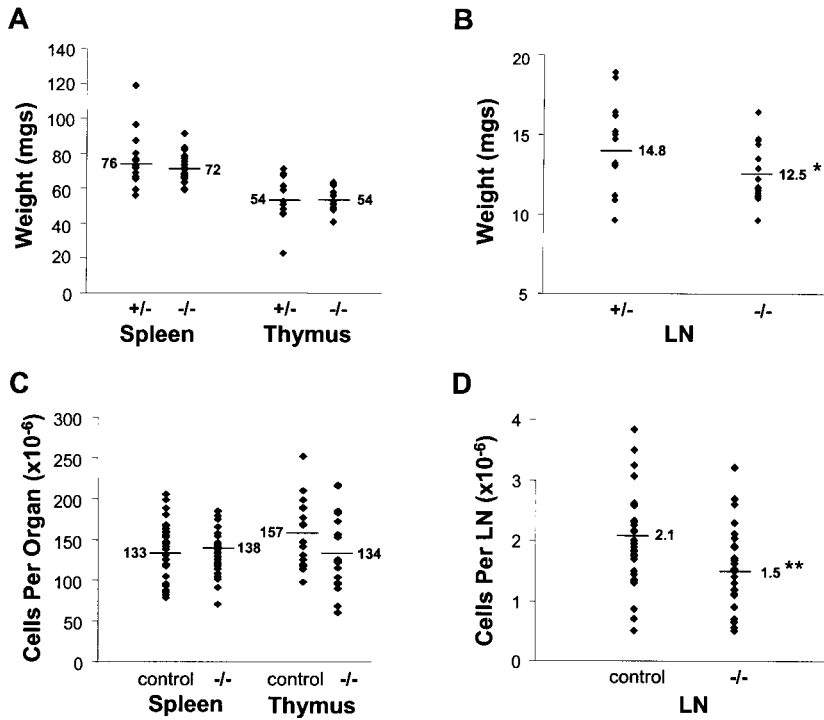 A
Weight (mgs)
140
120
100
80
60
40
20
0
76
72
54
54
+/-
-/-
+/-
-/-
Spleen
Thymus
B
Weight (mgs)
20
15
10
5
14.8
12.5 *
+/-
-/-
LN
C
Cells Per Organ (x10-6)
300
250
200
150
100
50
0
133
138
157
134
control
-/-
control
-/-
Spleen
Thymus
D
Cells Per LN (x10-6)
4
3
2
1
0
2.1
1.5 **
control
-/-
LN